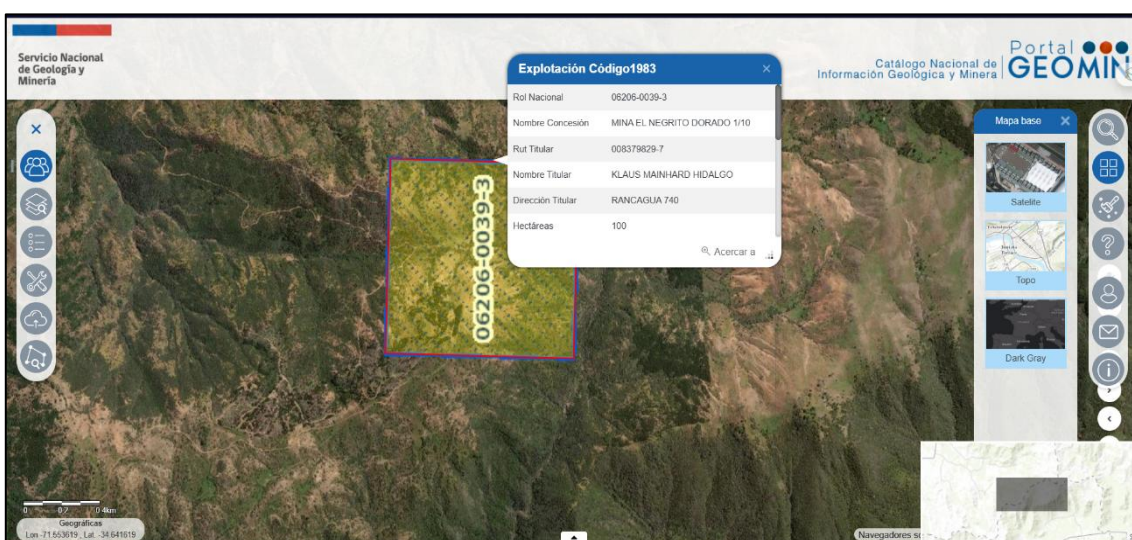 Servicio Nacional
de Geología y
Minería
Catálogo Nacional de
Información Geológica y Minera
Portal
GEOMIN
Explotación Código1983
Rol Nacional 06206-0039-3
Nombre Concesión MINA EL NEGRITO DORADO 1/10
Rut Titular 008379829-7
Nombre Titular KLAUS MAINHARD HIDALGO
Dirección Titular RANCAGUA 740
Hectáreas 100
Acercar a
06206-0039-3
Mapa base
Satelite
Topo
Dark Gray
0 0.2 0.4km
Geográficas
Lon -71.553619 , Lat -34.641619
Navegadores